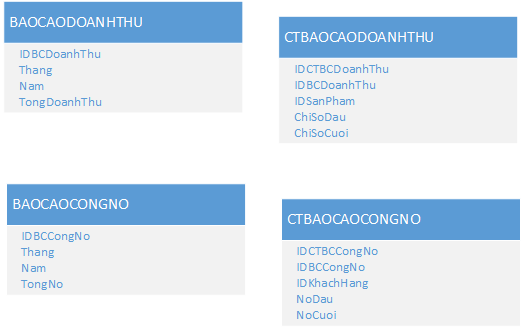 BAOCAODOANHTHU
IDBCDoanhThu
Thang
Nam
TongDoanhThu
CTBAOCAODOANHTHU
IDCTBCDoanhThu
IDBCDoanhThu
IDSanPham
ChiSoDau
ChiSoCuoi
BAOCAOCONGNO
IDBCCongNo
Thang
Nam
TongNo
CTBAOCAOCONGNO
IDCTBCCongNo
IDBCCongNo
IDKhachHang
NoDau
NoCuoi